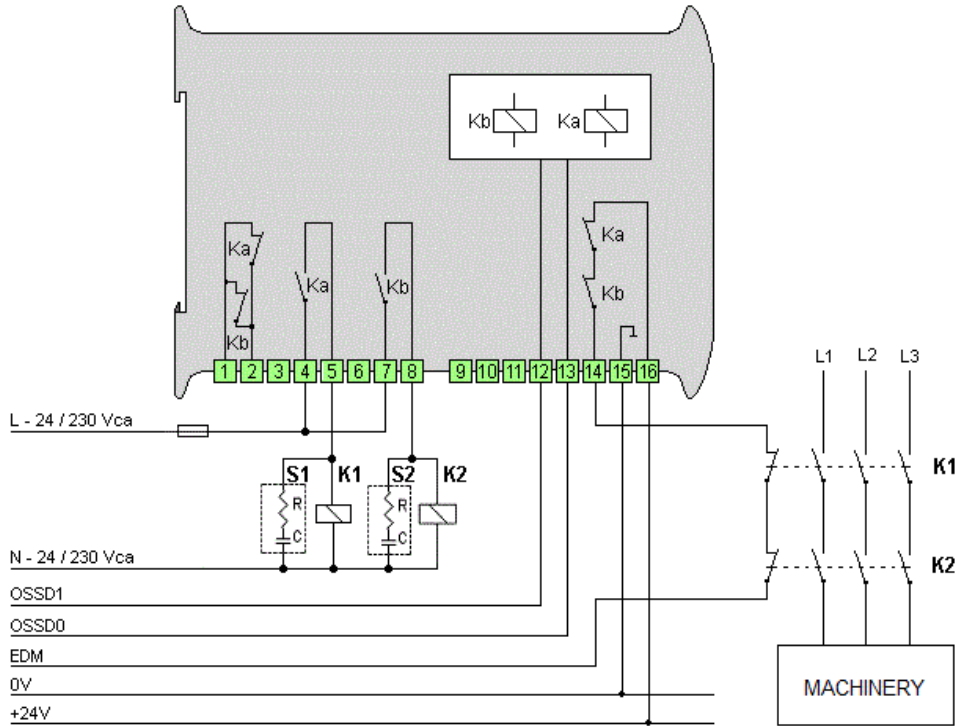 Kb Ka
Ka Ka Kb Ka
Kb Kb
1 2 3 4 5 6 7 8 9 10 11 12 13 14 15 16
L1 L2 L3
L - 24 / 230 Vca
S1 K1 S2 K2
R R
C C
K1
N - 24 / 230 Vca
K2
OSSD1
OSSD0
EDM
0V
MACHINERY
+24V